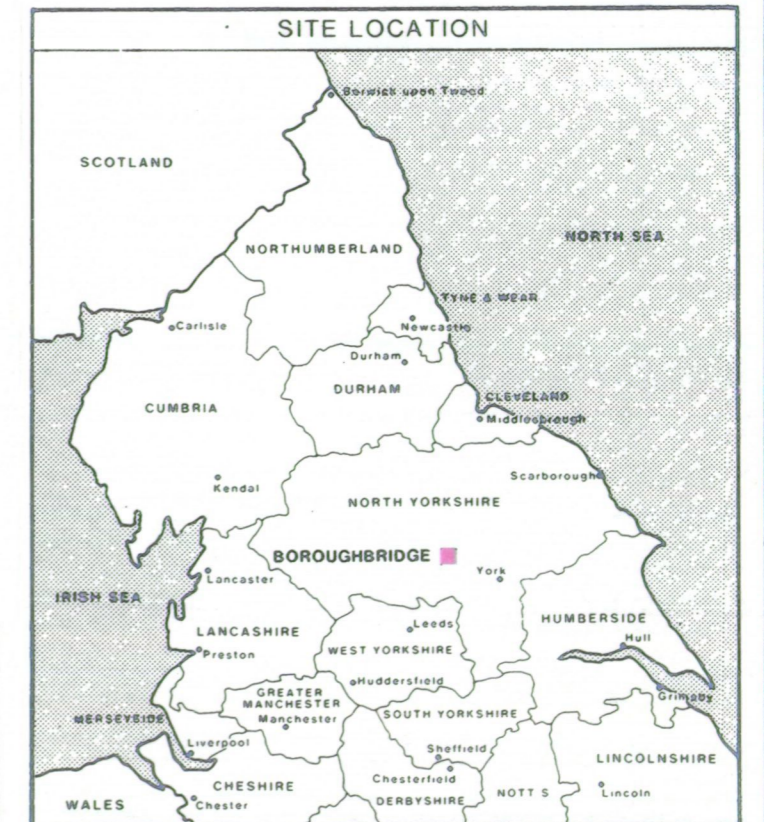 SITE LOCATION
Berwick upon Tweed
SCOTLAND
NORTH SEA
NORTHUMBERLAND
TYNE & WEAR
Carlisle
Newcastle
Durham
DURHAM
CLEVELAND
CUMBRIA
Middlesbrough
Scarborough
Kendal
NORTH YORKSHIRE
BOROUGHBRIDGE
York
Lancaster
IRISH SEA
HUMBERSIDE
Leeds
LANCASHIRE
Hull
WEST YORKSHIRE
Preston
Huddersfield
GREATER
MANCHESTER
Grimsby
SOUTH YORKSHIRE
MERSEYSIDE
Manchester
Liverpool
Sheffield
LINCOLNSHIRE
Chesterfield
CHESHIRE
NOTTS
Lincoln
DERBYSHIRE
WALES
Chester